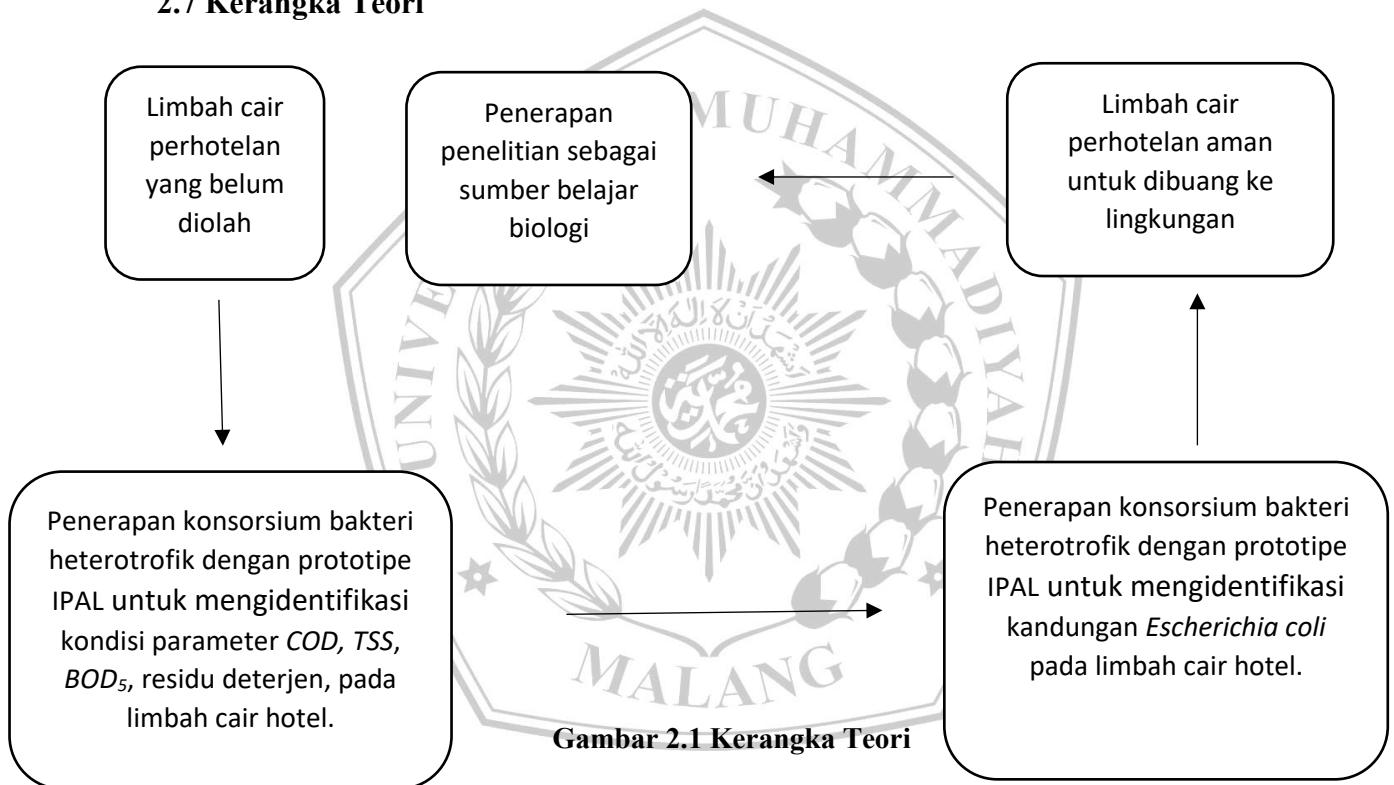 2.7 Kerangka Teori
Limbah cair
perhotelan
yang belum
diolah
Penerapan
penelitian sebagai
sumber belajar
biologi
Limbah cair
perhotelan aman
untuk dibuang ke
lingkungan
Penerapan konsorsium bakteri
heterotrofik dengan prototipe
IPAL untuk mengidentifikasi
kondisi parameter COD, TSS,
BOD₅, residu deterjen, pada
limbah cair hotel.
Penerapan konsorsium bakteri
heterotrofik dengan prototipe
IPAL untuk mengidentifikasi
kandungan Escherichia coli
pada limbah cair hotel.
MUHAMMADIYAH
MALANG
Gambar 2.1 Kerangka Teori